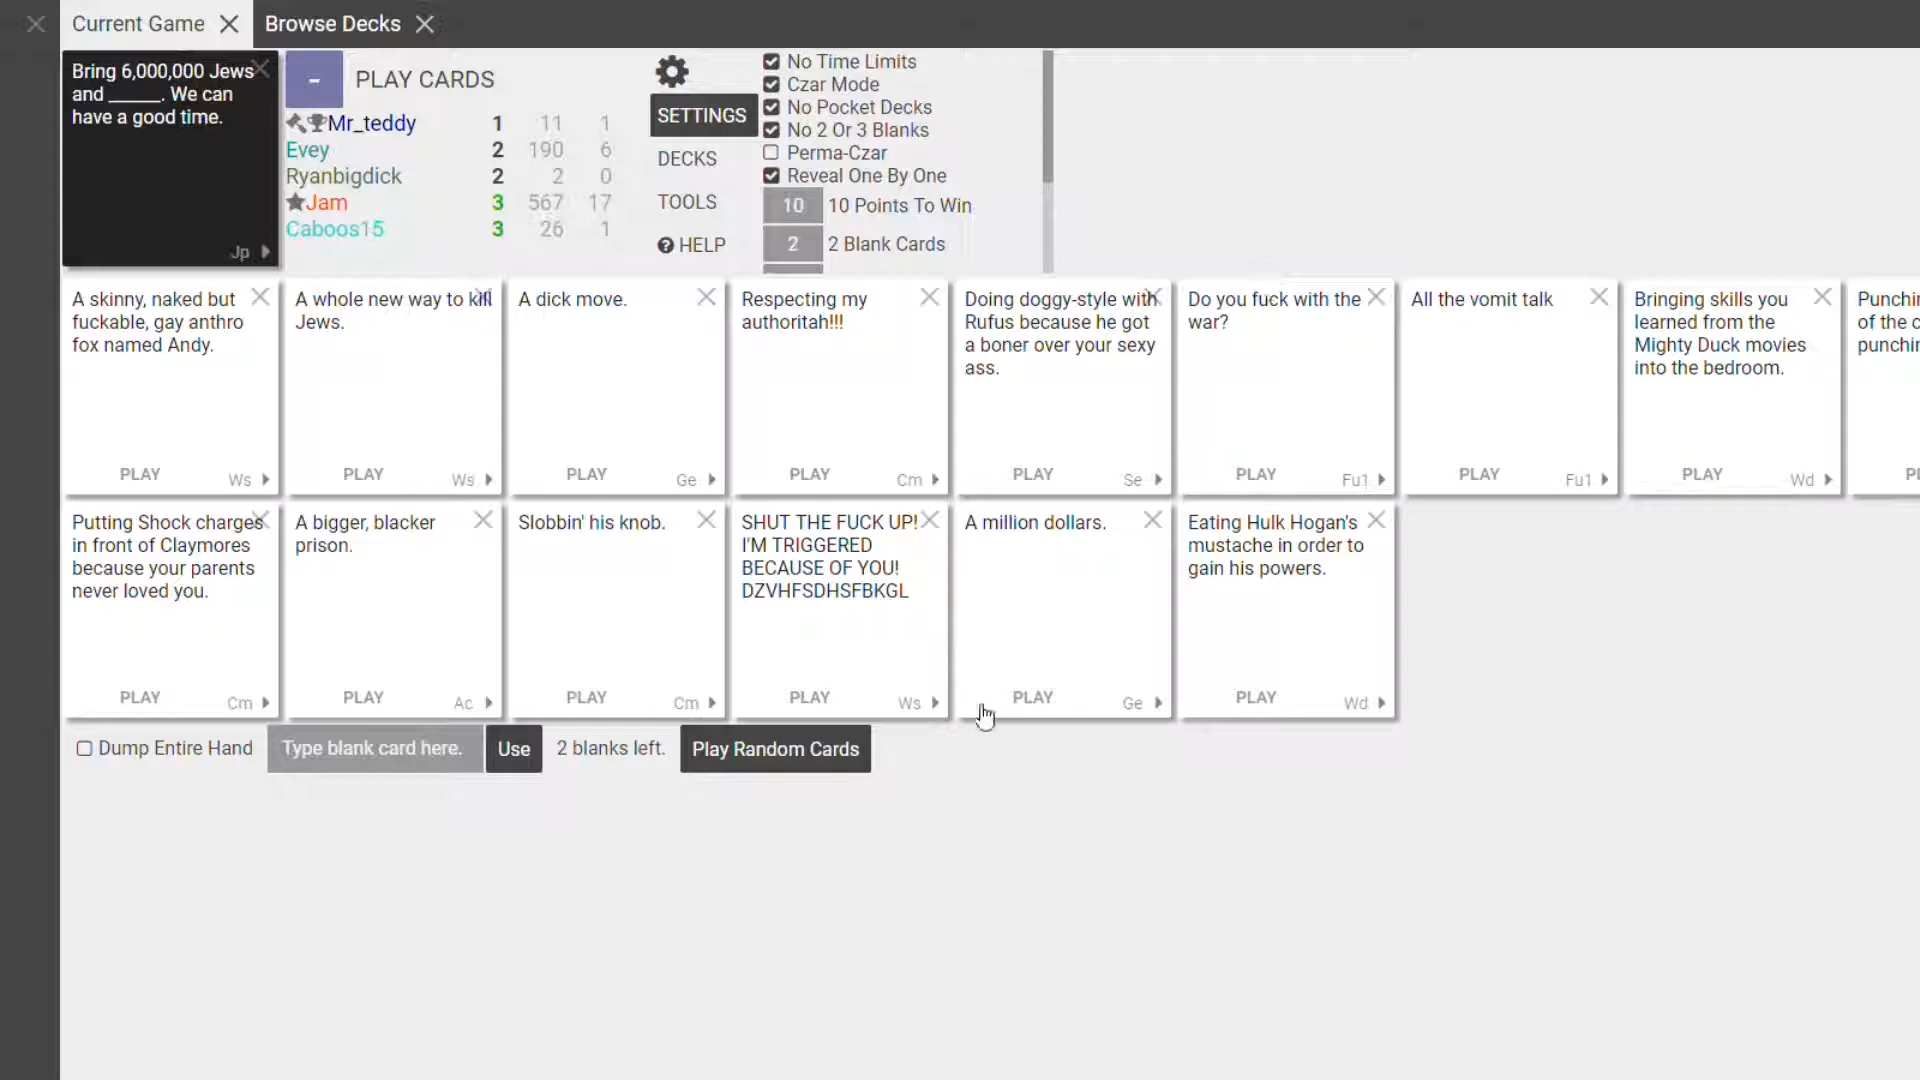 Current Game
Browse Decks
Bring 6,000,000 Jews
and ______. We can
have a good time.
Jp
-
PLAY CARDS
Mr_teddy 1 11 1
Evey 2 190 6
Ryanbigdick 2 2 0
Jam 3 567 17
Caboos15 3 26 1
SETTINGS
DECKS
TOOLS
HELP
No Time Limits
Czar Mode
No Pocket Decks
No 2 Or 3 Blanks
Perma-Czar
Reveal One By One
10 10 Points To Win
2 2 Blank Cards
A skinny, naked but
fuckable, gay anthro
fox named Andy.
PLAY Ws
A whole new way to kill
Jews.
PLAY Ws
A dick move.
PLAY Ge
Respecting my
authoritah!!!
PLAY Cm
Doing doggy-style with
Rufus because he got
a boner over your sexy
ass.
PLAY Se
Do you fuck with the
war?
PLAY Fu1
All the vomit talk
PLAY Fu1
Bringing skills you
learned from the
Mighty Duck movies
into the bedroom.
PLAY Wd
of the
Putting Shock charges
in front of Claymores
because your parents
never loved you.
PLAY Cm
A bigger, blacker
prison.
PLAY Ac
Slobbin' his knob.
PLAY Cm
SHUT THE FUCK UP!
I'M TRIGGERED
BECAUSE OF YOU!
DZVHFSDHSFBKGL
PLAY Ws
A million dollars.
PLAY Ge
Eating Hulk Hogan's
mustache in order to
gain his powers.
PLAY Wd
Dump Entire Hand
Type blank card here.
Use
2 blanks left.
Play Random Cards